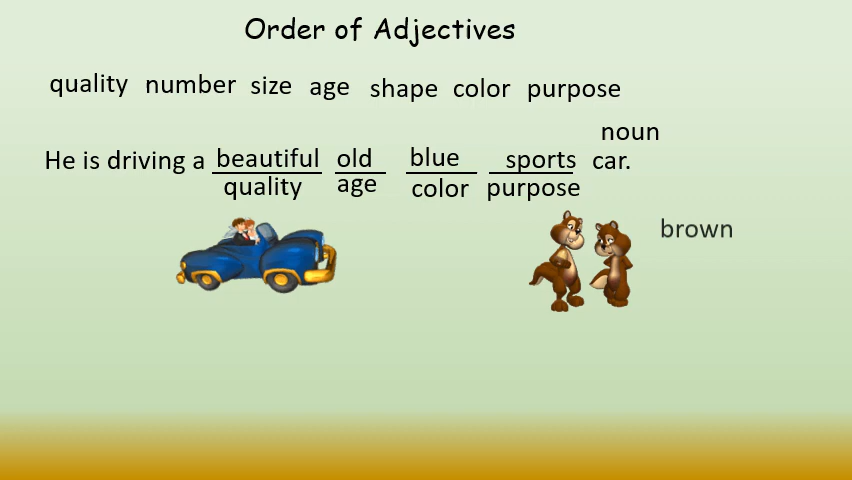 Order of Adjectives
quality number size age shape color purpose
noun
He is driving a beautiful old blue sports car.
quality age color purpose
brown